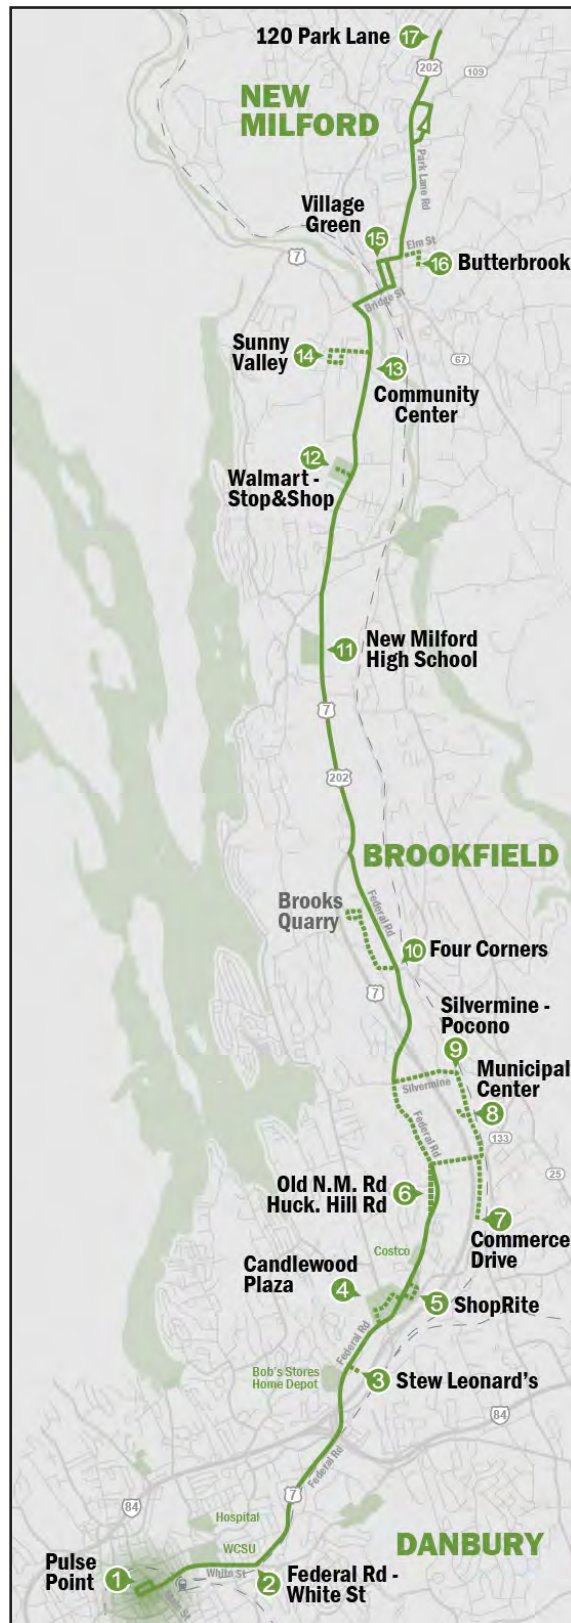 120 Park Lane 17
202
109
NEW
MILFORD
Park Lane Rd
Village
Green
15
Elm St
7
16 Butterbrook
Bridge St
Sunny
Valley
14
13
67
Community
Center
12
Walmart -
Stop&Shop
11 New Milford
High School
7
202
BROOKFIELD
Federal Rd
Brooks
Quarry
10 Four Corners
7
Silvermine -
Pocono
9
Silvermine
Municipal
Center
8
Federal Rd
133
25
Old N.M. Rd
Huck. Hill Rd
6
7
Commerce
Drive
Costco
Candlewood
Plaza
4
5 ShopRite
Federal Rd
Bob's Stores
Home Depot
3 Stew Leonard's
84
Federal Rd
7
84
Hospital
WCSU
DANBURY
Pulse
Point
1
White St
2 Federal Rd -
White St